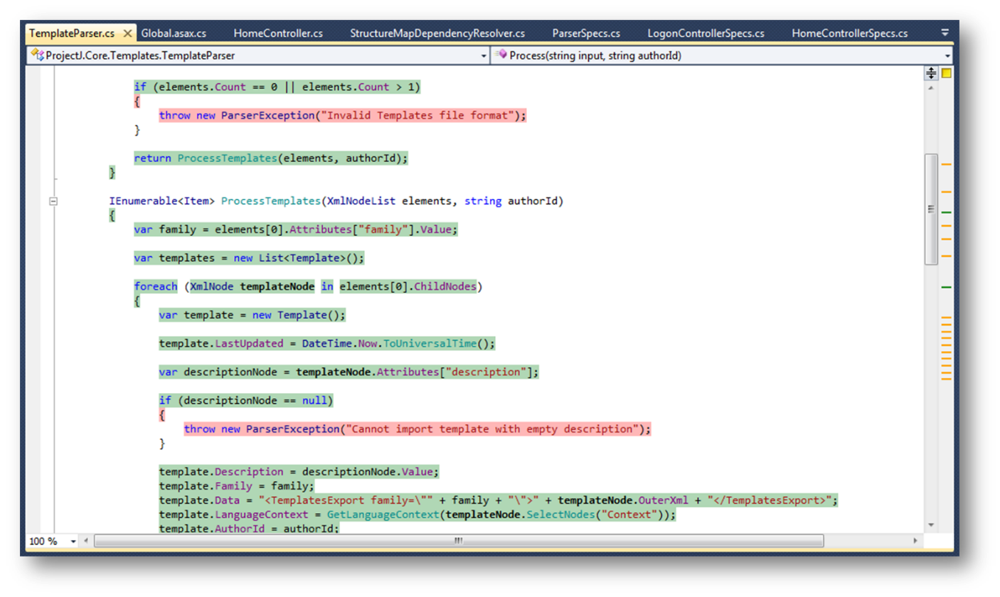 TemplateParser.cs Global.asax.cs HomeController.cs StructureMapDependencyResolver.cs ParserSpecs.cs LogonControllerSpecs.cs HomeControllerSpecs.cs
ProjectJ.Core.Templates.TemplateParser Process(string input, string authorId)
if (elements.Count == 0 || elements.Count > 1)
{
throw new ParserException("Invalid Templates file format");
}
return ProcessTemplates(elements, authorId);
}
IEnumerable<Item> ProcessTemplates(XmlNodeList elements, string authorId)
{
var family = elements[0].Attributes["family"].Value;
var templates = new List<Template>();
foreach (XmlNode templateNode in elements[0].ChildNodes)
{
var template = new Template();
template.LastUpdated = DateTime.Now.ToUniversalTime();
var descriptionNode = templateNode.Attributes["description"];
if (descriptionNode == null)
{
throw new ParserException("Cannot import template with empty description");
}
template.Description = descriptionNode.Value;
template.Family = family;
template.Data = "<TemplatesExport family=\"" + family + "\">" + templateNode.OuterXml + "</TemplatesExport>";
template.LanguageContext = GetLanguageContext(templateNode.SelectNodes("Context"));
template.AuthorId = authorId;
100 %